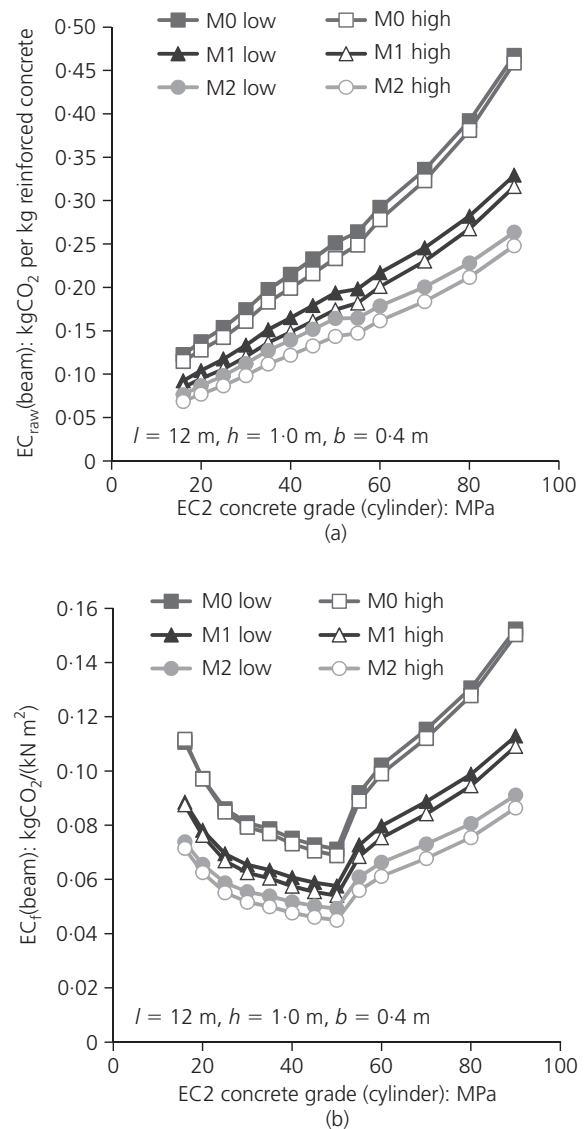 EC_raw(beam): kgCO₂ per kg reinforced concrete
M0 low M0 high
M1 low M1 high
M2 low M2 high
0·50
0·45
0·40
0·35
0·30
0·25
0·20
0·15
0·10
0·05
0
l = 12 m, h = 1·0 m, b = 0·4 m
0 20 40 60 80 100
EC2 concrete grade (cylinder): MPa
(a)
EC_f(beam): kgCO₂/(kN m²)
M0 low M0 high
M1 low M1 high
M2 low M2 high
0·16
0·14
0·12
0·10
0·08
0·06
0·04
0·02
0
l = 12 m, h = 1·0 m, b = 0·4 m
0 20 40 60 80 100
EC2 concrete grade (cylinder): MPa
(b)